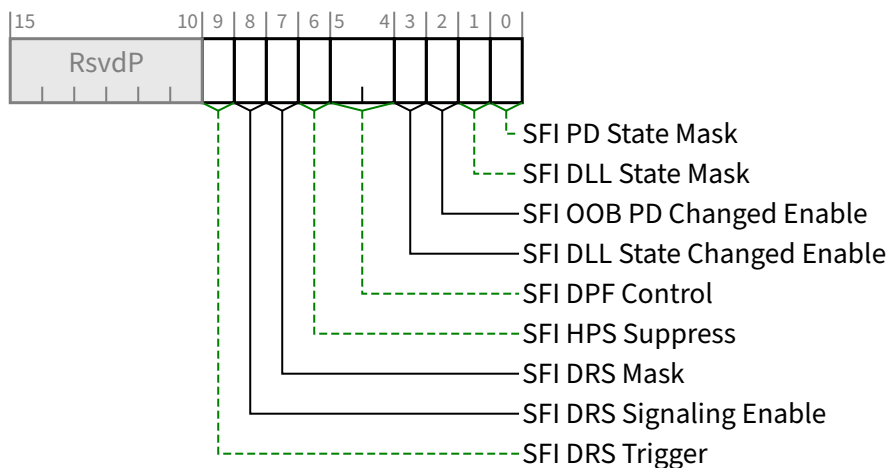 15 10 9 8 7 6 5 4 3 2 1 0
RsvdP
SFI PD State Mask
SFI DLL State Mask
SFI OOB PD Changed Enable
SFI DLL State Changed Enable
SFI DPF Control
SFI HPS Suppress
SFI DRS Mask
SFI DRS Signaling Enable
SFI DRS Trigger